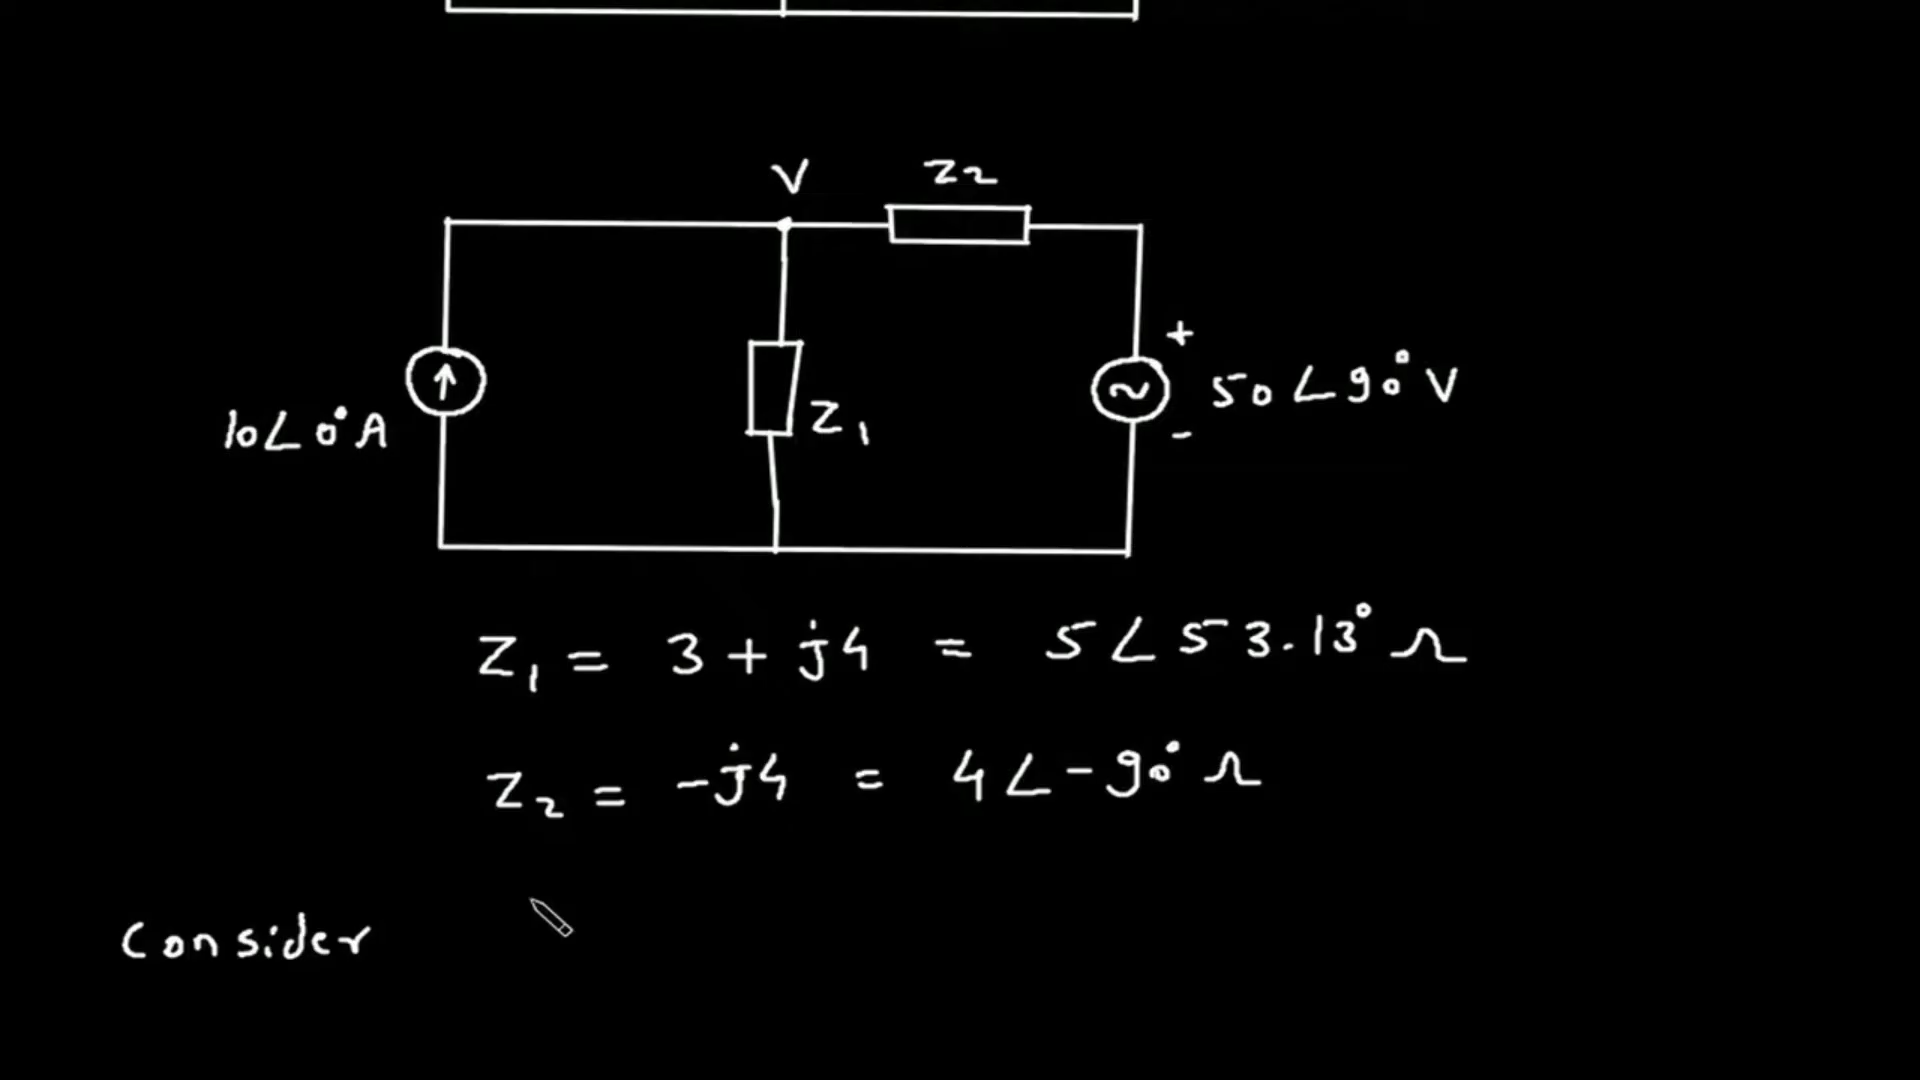 V
Z2
+
10∠0°A
50∠90°V
Z1
-
Z1 = 3 + j4 = 5∠53.13° Ω
Z2 = -j4 = 4∠-90° Ω
Consider